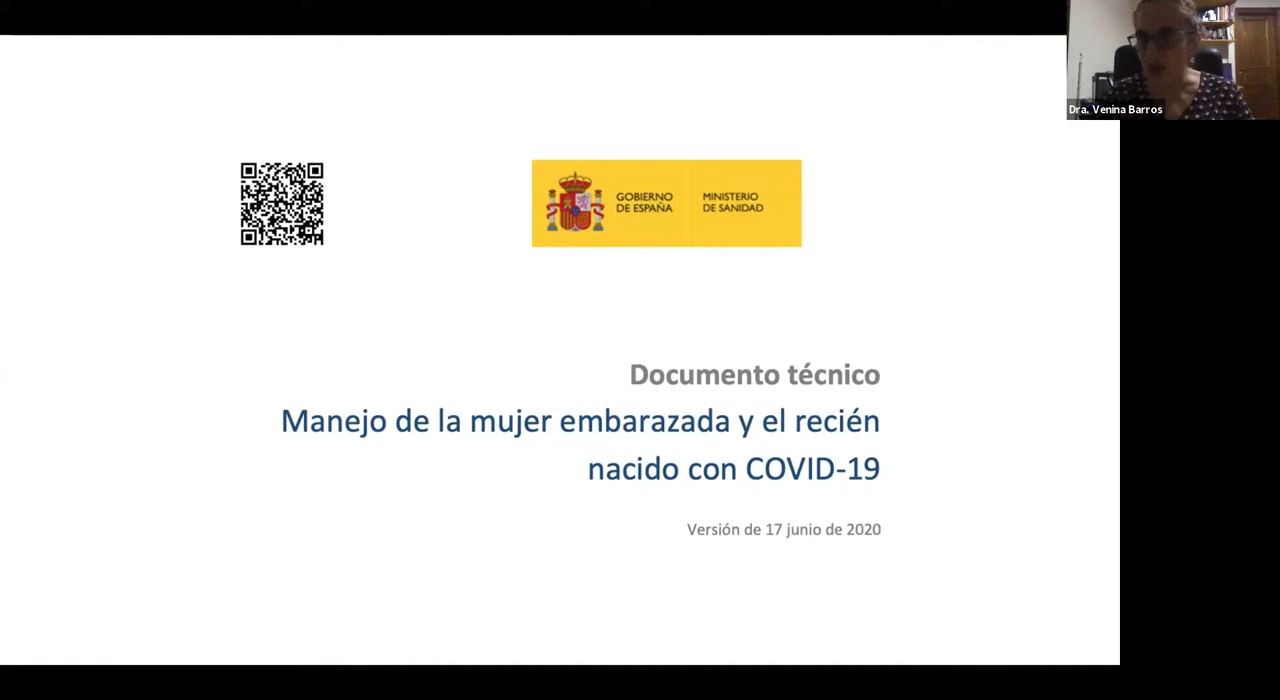 Dra. Venina Barros
GOBIERNO
DE ESPAÑA
MINISTERIO
DE SANIDAD
Documento técnico
Manejo de la mujer embarazada y el recién
nacido con COVID-19
Versión de 17 junio de 2020